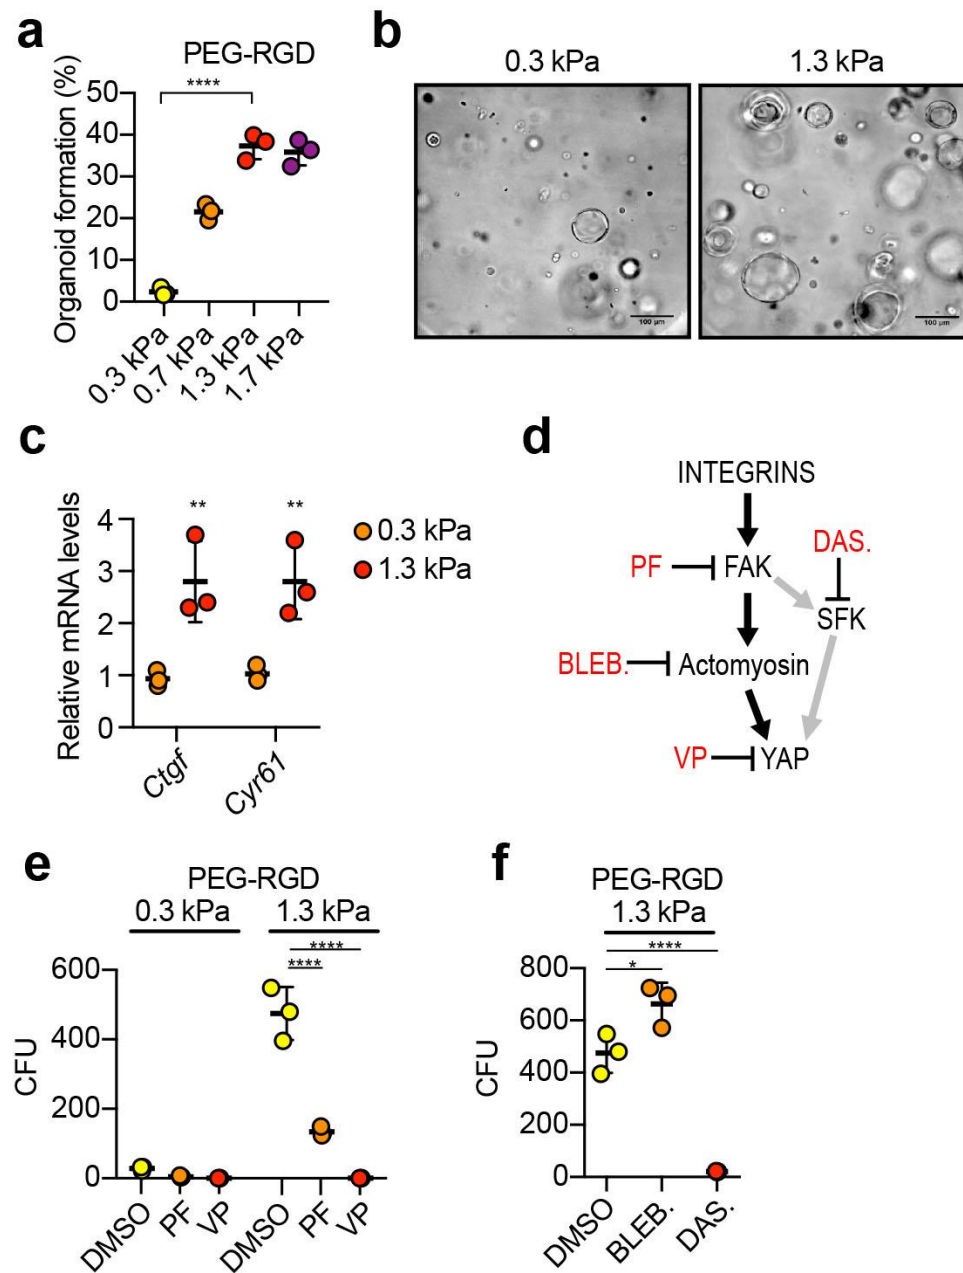 a
PEG-RGD
Organoid formation (%)
****
50
40
30
20
10
0
0.3 kPa
0.7 kPa
1.3 kPa
1.7 kPa
b
0.3 kPa
1.3 kPa
100 µm
100 µm
c
Relative mRNA levels
4
3
2
1
0
**
**
0.3 kPa
1.3 kPa
Ctgf
Cyr61
d
INTEGRINS
DAS.
PF
FAK
SFK
BLEB.
Actomyosin
VP
YAP
e
PEG-RGD
0.3 kPa
1.3 kPa
****
****
CFU
600
400
200
0
DMSO
PF
VP
DMSO
PF
VP
f
PEG-RGD
1.3 kPa
****
*
CFU
800
600
400
200
0
DMSO
BLEB.
DAS.